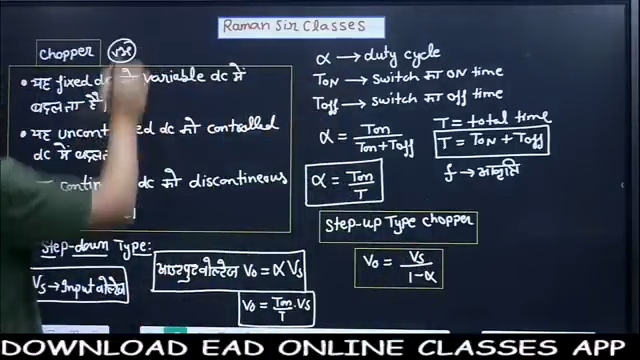 Raman Sir Classes
Chopper
• यह fixed dc को variable dc में
बदलता है।
• यह uncontrolled dc को controlled
dc में बदलता
continuous dc को discontineous
Step-down Type:
आउटपुट वोल्टेज V₀ = α Vs
Vs → Input वोल्टेज
V₀ = Ton/T . Vs
α → duty cycle
TON → Switch का ON time
Toff → Switch का off time
α = Ton/Ton+Toff
T = total time
T = TON + Toff
α = Ton/T
f → आवृत्ति
Step-up Type Chopper
V₀ = Vs/1-α
DOWNLOAD EAD ONLINE CLASSES APP